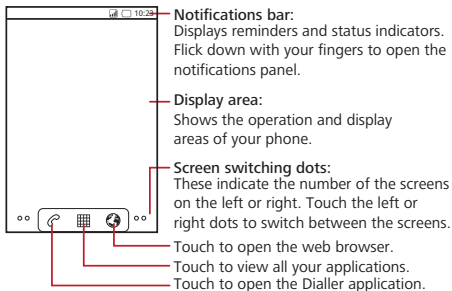 10:23
Notifications bar:
Displays reminders and status indicators.
Flick down with your fingers to open the
notifications panel.
Display area:
Shows the operation and display
areas of your phone.
Screen switching dots:
These indicate the number of the screens
on the left or right. Touch the left or
right dots to switch between the screens.
Touch to open the web browser.
Touch to view all your applications.
Touch to open the Dialler application.